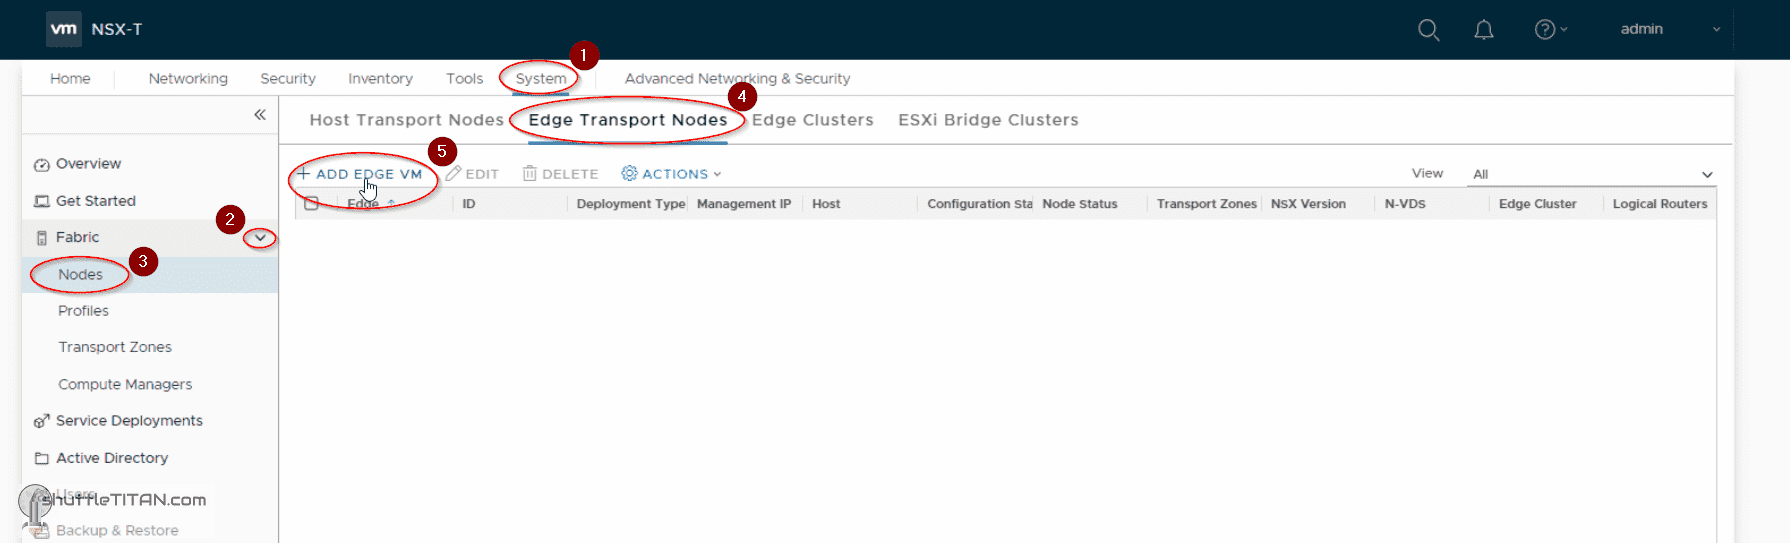 vm NSX-T admin
1
Home Networking Security Inventory Tools System Advanced Networking & Security
4
Host Transport Nodes Edge Transport Nodes Edge Clusters ESXi Bridge Clusters
5
+ ADD EDGE VM EDIT DELETE ACTIONS View All
Edge ID Deployment Type Management IP Host Configuration Sta Node Status Transport Zones NSX Version N-VDS Edge Cluster Logical Routers
Overview
Get Started
2
Fabric
3
Nodes
Profiles
Transport Zones
Compute Managers
Service Deployments
Active Directory
Users
shuttleTITAN.com
Backup & Restore